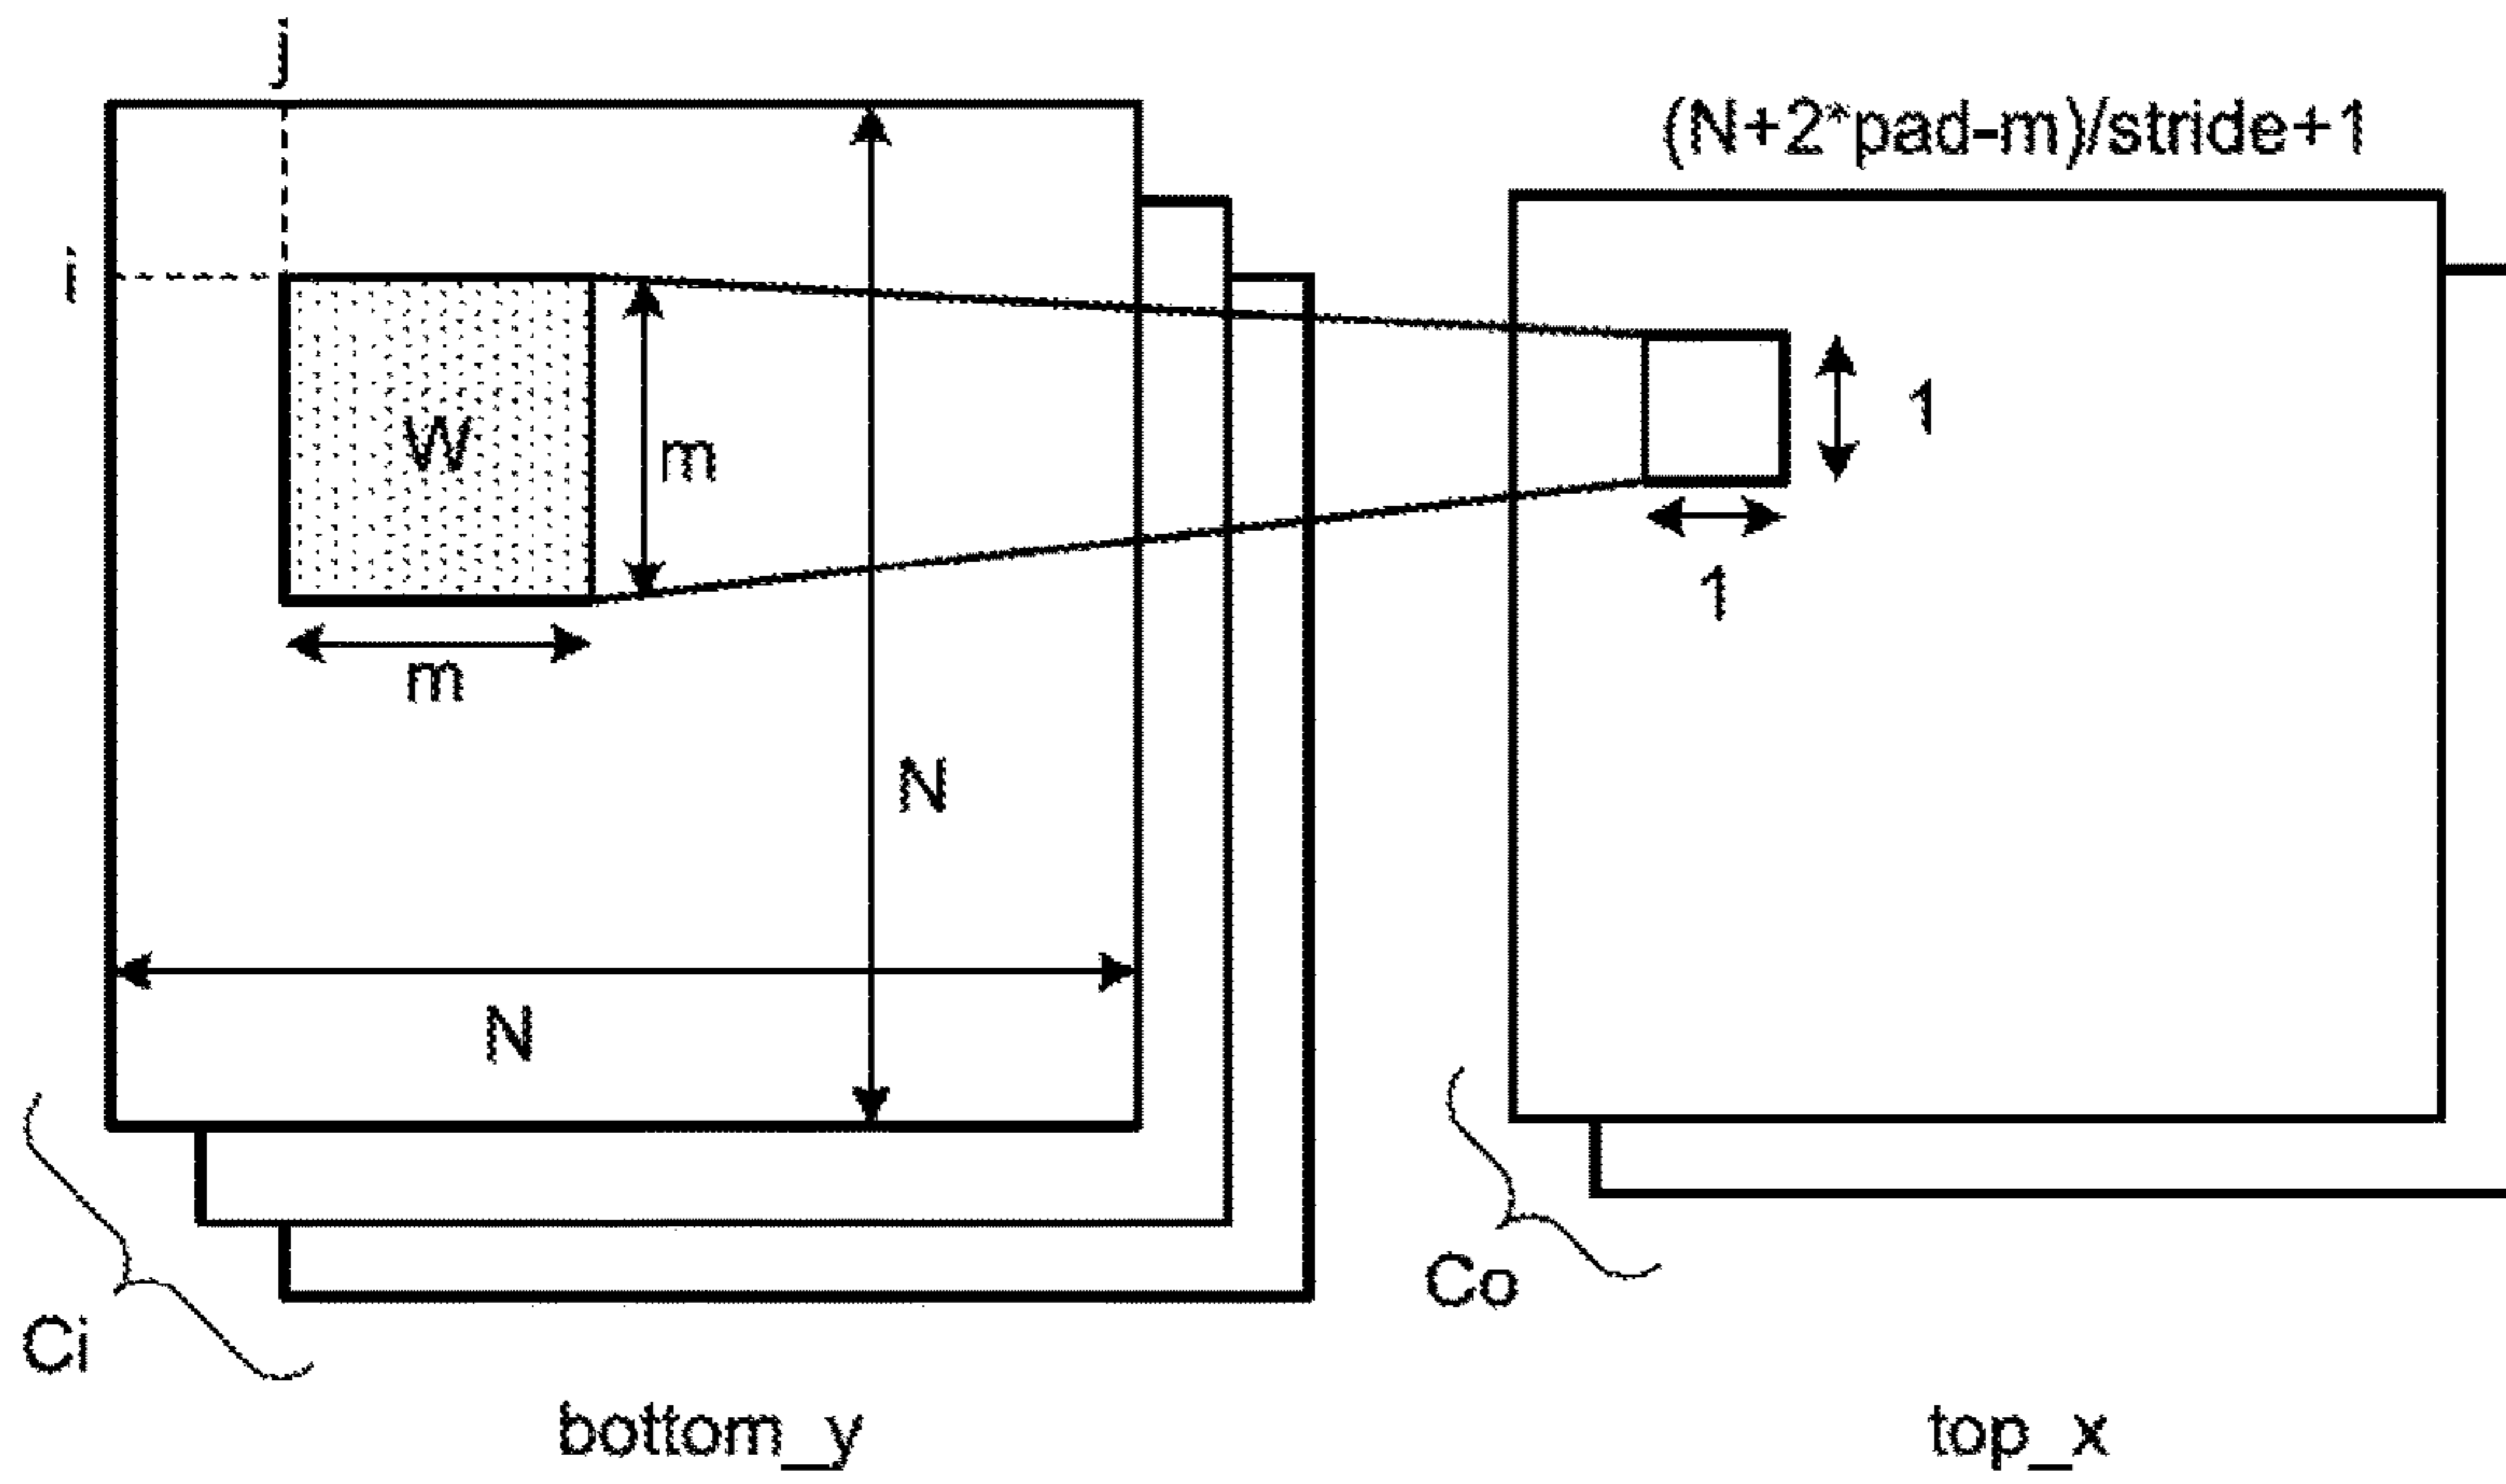 j
(N+2*pad-m)/stride+1
i
W
m
1
1
m
N
N
Co
Ci
bottom_y
top_x